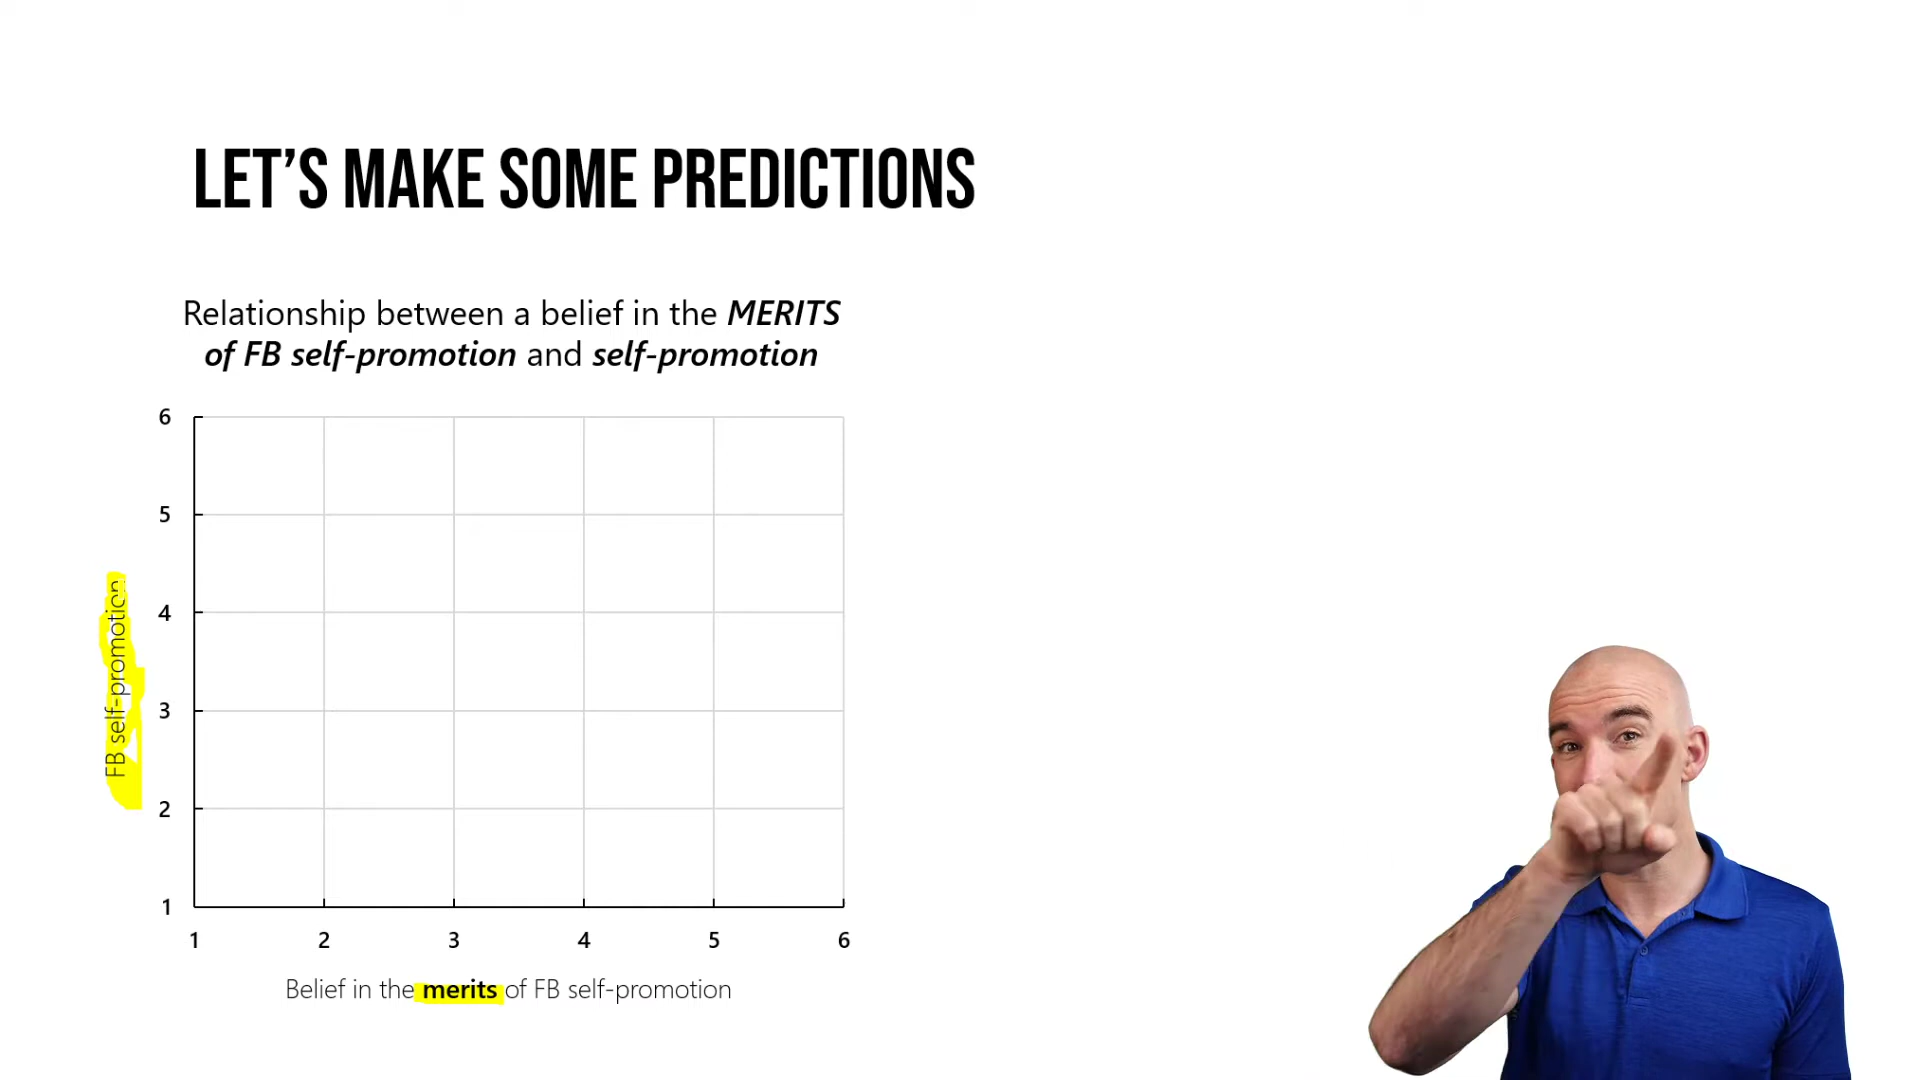 LET'S MAKE SOME PREDICTIONS
Relationship between a belief in the MERITS
of FB self-promotion and self-promotion
6
5
4
3
2
1
FB self-promotion
1 2 3 4 5 6
Belief in the merits of FB self-promotion